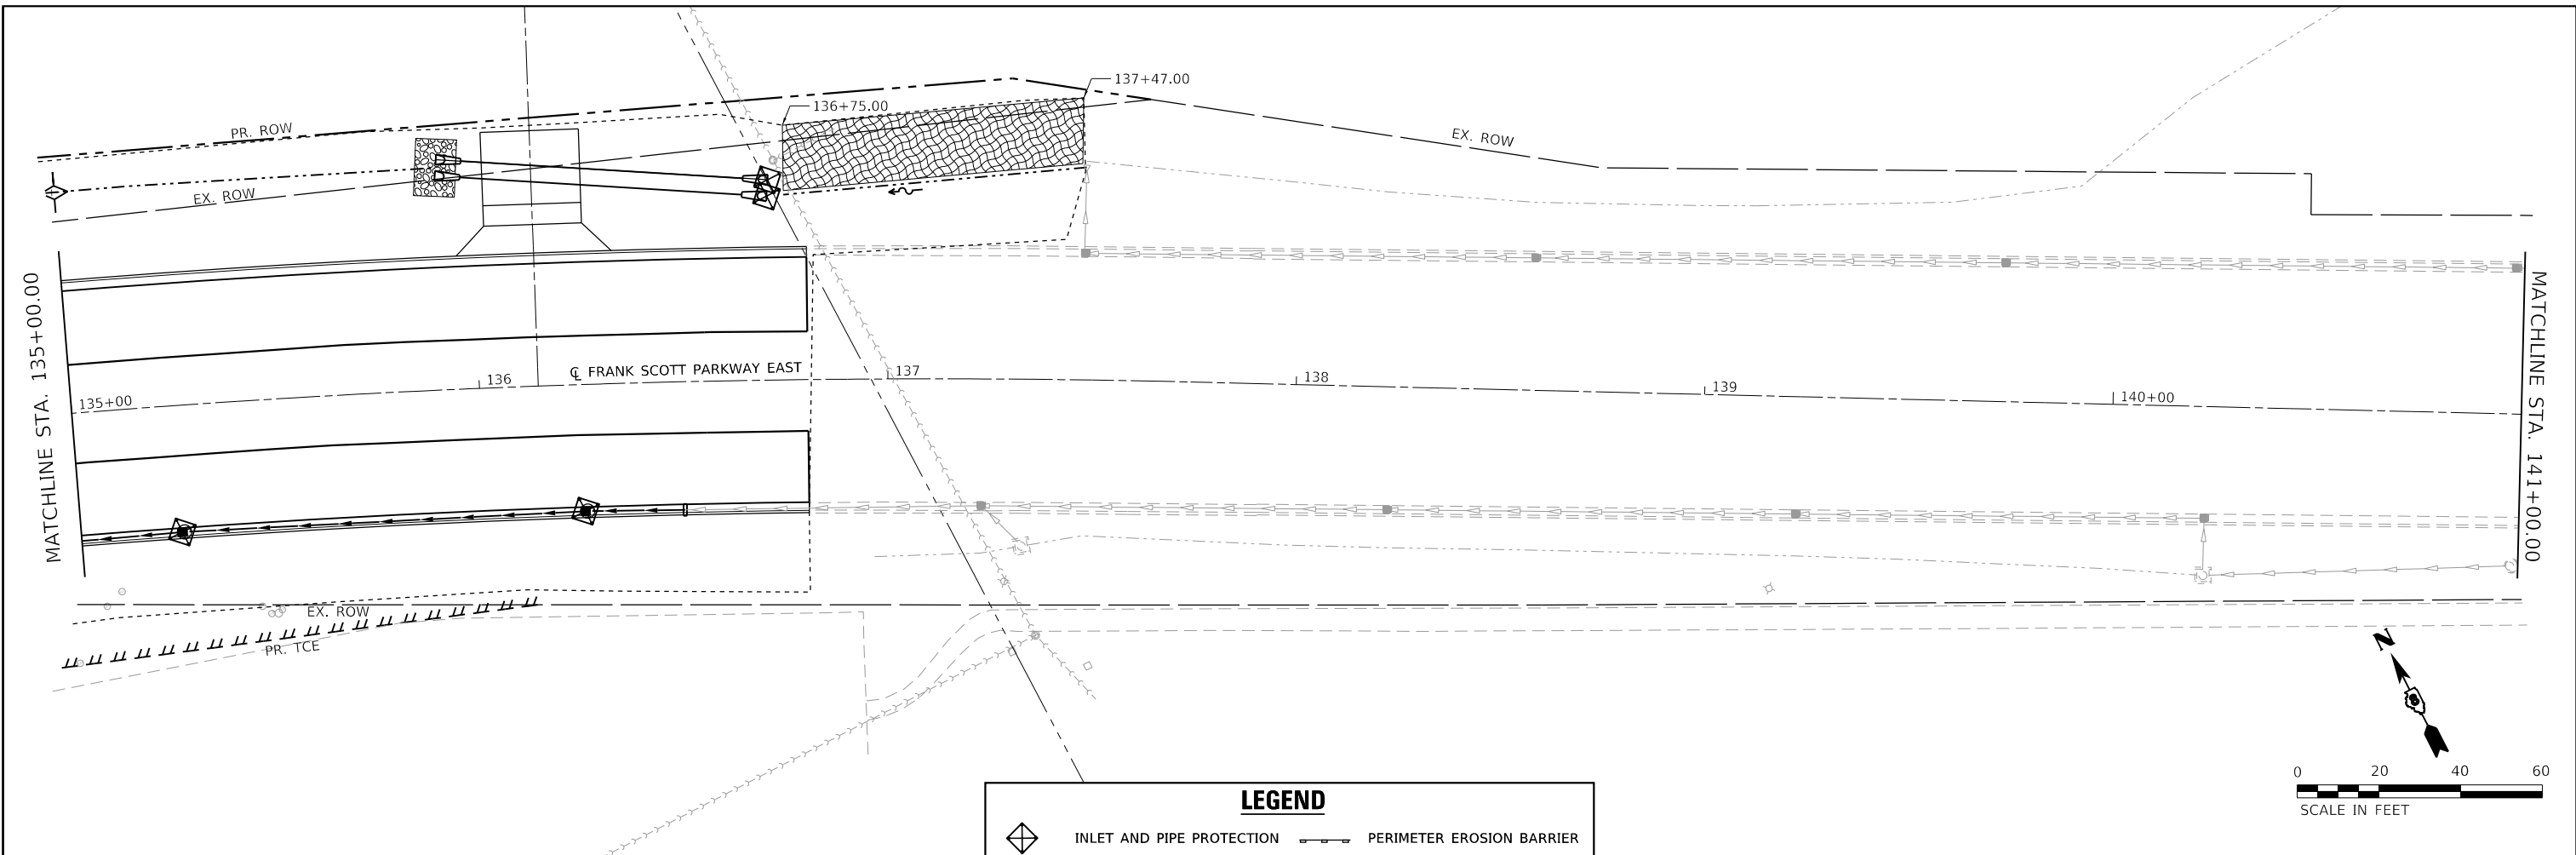 137+47.00
136+75.00
PR. ROW
EX. ROW
EX. ROW
MATCHLINE STA. 135+00.00
MATCHLINE STA. 141+00.00
℄ FRANK SCOTT PARKWAY EAST
135+00
136
137
138
139
140+00
EX. ROW
PR. TCE
N
0 20 40 60
SCALE IN FEET
LEGEND
INLET AND PIPE PROTECTION
PERIMETER EROSION BARRIER